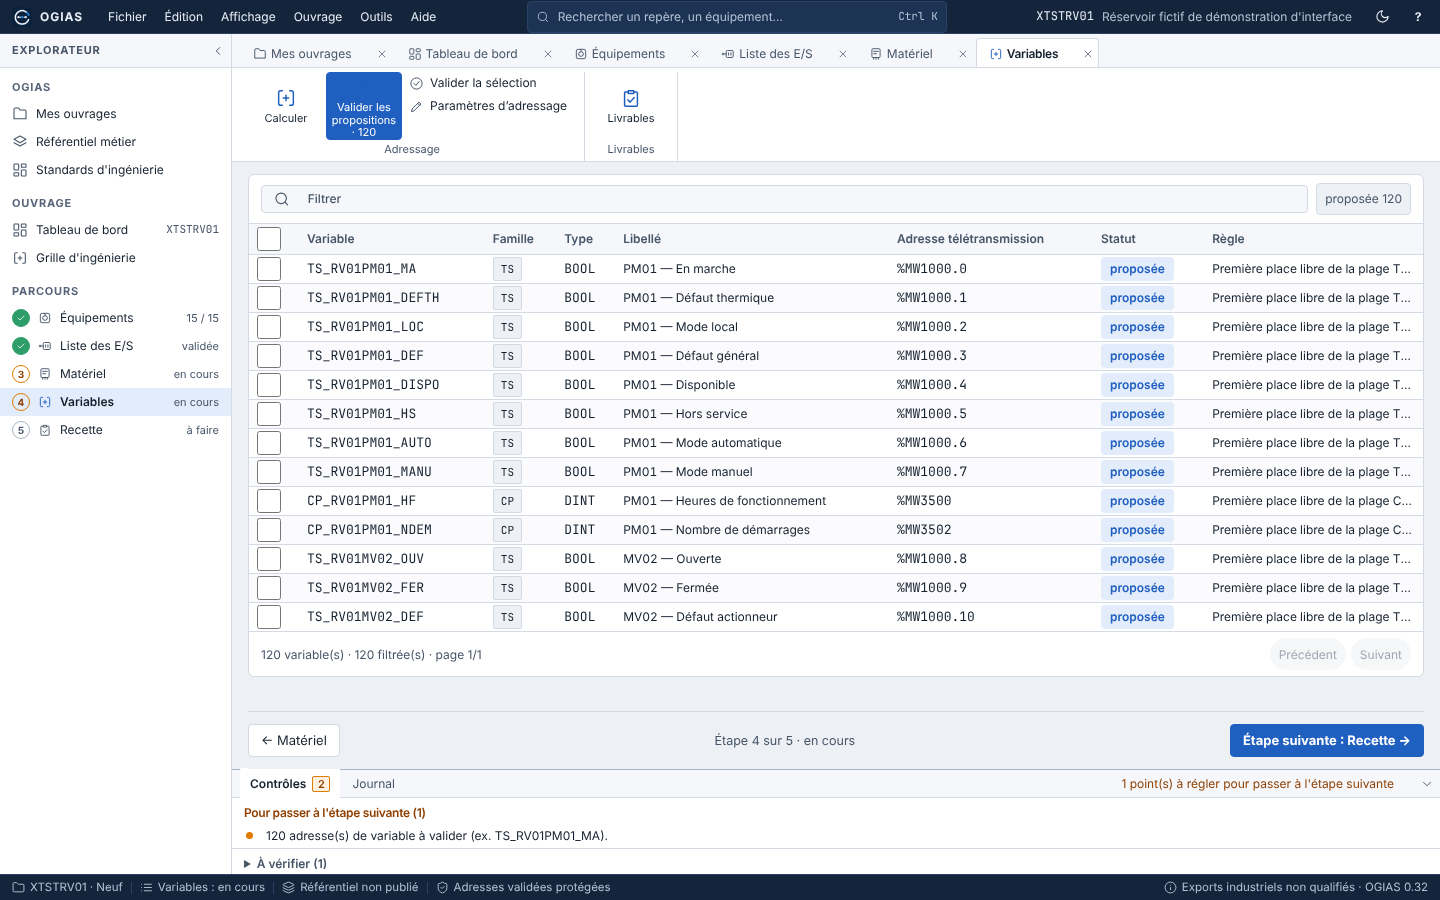 OGIAS Fichier Édition Affichage Ouvrage Outils Aide Rechercher un repère, un équipement... Ctrl K XTSTRV01 Réservoir fictif de démonstration d'interface ?
EXPLORATEUR
Mes ouvrages Tableau de bord Équipements Liste des E/S Matériel Variables
OGIAS
Mes ouvrages
Référentiel métier
Standards d'ingénierie
OUVRAGE
Tableau de bord XTSTRV01
Grille d'ingénierie
PARCOURS
Équipements 15 / 15
Liste des E/S validée
3 Matériel en cours
4 Variables en cours
5 Recette à faire
Calculer
Valider les
propositions
· 120
Valider la sélection
Paramètres d’adressage
Adressage
Livrables
Livrables
Filtrer proposée 120
Variable Famille Type Libellé Adresse télétransmission Statut Règle
TS_RV01PM01_MA TS BOOL PM01 — En marche %MW1000.0 proposée Première place libre de la plage T...
TS_RV01PM01_DEFTH TS BOOL PM01 — Défaut thermique %MW1000.1 proposée Première place libre de la plage T...
TS_RV01PM01_LOC TS BOOL PM01 — Mode local %MW1000.2 proposée Première place libre de la plage T...
TS_RV01PM01_DEF TS BOOL PM01 — Défaut général %MW1000.3 proposée Première place libre de la plage T...
TS_RV01PM01_DISPO TS BOOL PM01 — Disponible %MW1000.4 proposée Première place libre de la plage T...
TS_RV01PM01_HS TS BOOL PM01 — Hors service %MW1000.5 proposée Première place libre de la plage T...
TS_RV01PM01_AUTO TS BOOL PM01 — Mode automatique %MW1000.6 proposée Première place libre de la plage T...
TS_RV01PM01_MANU TS BOOL PM01 — Mode manuel %MW1000.7 proposée Première place libre de la plage T...
CP_RV01PM01_HF CP DINT PM01 — Heures de fonctionnement %MW3500 proposée Première place libre de la plage C...
CP_RV01PM01_NDEM CP DINT PM01 — Nombre de démarrages %MW3502 proposée Première place libre de la plage C...
TS_RV01MV02_OUV TS BOOL MV02 — Ouverte %MW1000.8 proposée Première place libre de la plage T...
TS_RV01MV02_FER TS BOOL MV02 — Fermée %MW1000.9 proposée Première place libre de la plage T...
TS_RV01MV02_DEF TS BOOL MV02 — Défaut actionneur %MW1000.10 proposée Première place libre de la plage T...
120 variable(s) · 120 filtrée(s) · page 1/1 Précédent Suivant
← Matériel Étape 4 sur 5 · en cours Étape suivante : Recette →
Contrôles 2 Journal 1 point(s) à régler pour passer à l'étape suivante
Pour passer à l'étape suivante (1)
120 adresse(s) de variable à valider (ex. TS_RV01PM01_MA).
À vérifier (1)
XTSTRV01 · Neuf Variables : en cours Référentiel non publié Adresses validées protégées Exports industriels non qualifiés · OGIAS 0.32